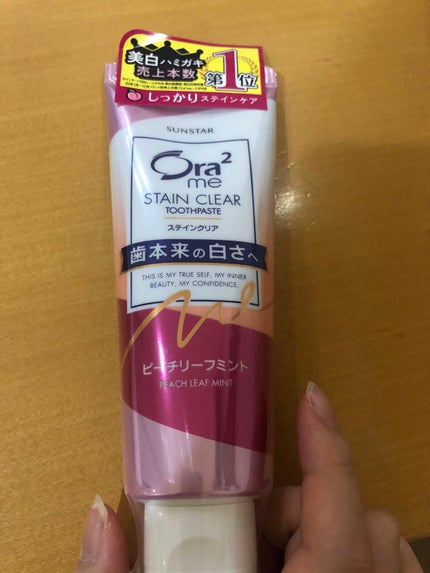 美白ハミガキ
売上本数
第1位
しっかりステインケア
SUNSTAR
Ora²
me
STAIN CLEAR
TOOTHPASTE
ステインクリア
歯本来の白さへ
THIS IS MY TRUE SELF, MY INNER
BEAUTY, MY CONFIDENCE.
me
ピーチリーフミント
PEACH LEAF MINT